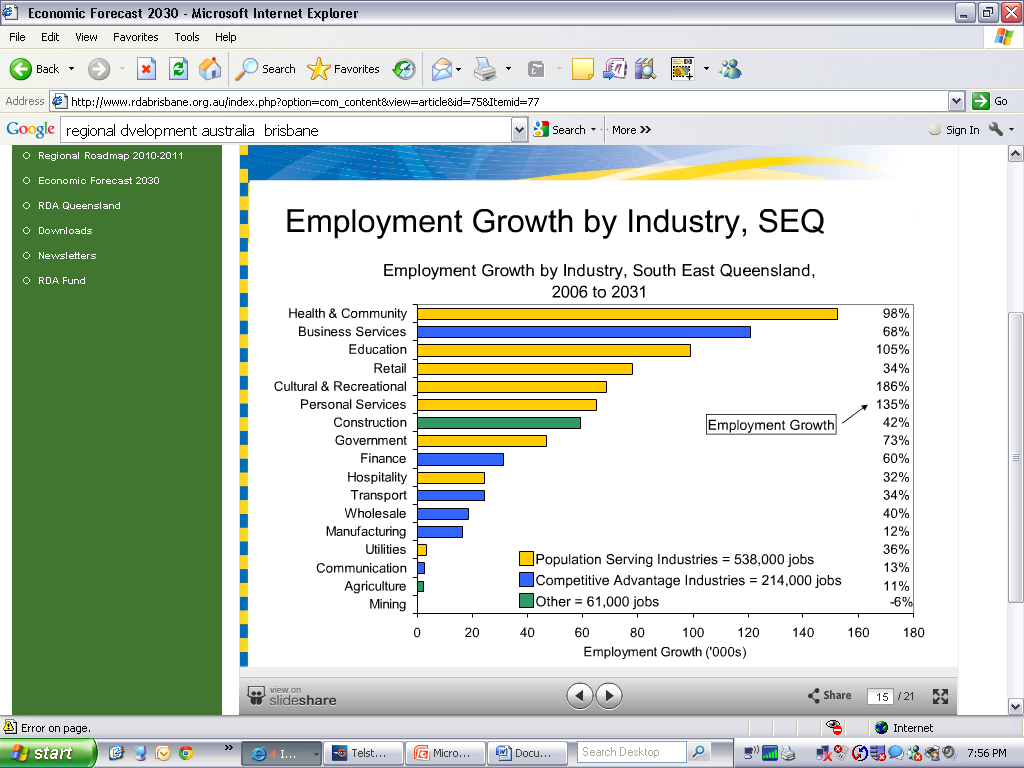 Economic Forecast 2030 - Microsoft Internet Explorer
File Edit View Favorites Tools Help
Back Search Favorites
Address http://www.rdabrisbane.org.au/index.php?option=com_content&view=article&id=75&Itemid=77 Go
Google regional dvelopment australia brisbane Search More >> Sign In
Regional Roadmap 2010-2011
Economic Forecast 2030
RDA Queensland
Downloads
Newsletters
RDA Fund
Employment Growth by Industry, SEQ
Employment Growth by Industry, South East Queensland,
2006 to 2031
Health & Community 98%
Business Services 68%
Education 105%
Retail 34%
Cultural & Recreational 186%
Personal Services 135%
Construction 42%
Employment Growth
Government 73%
Finance 60%
Hospitality 32%
Transport 34%
Wholesale 40%
Manufacturing 12%
Utilities 36%
Population Serving Industries = 538,000 jobs
Communication 13%
Competitive Advantage Industries = 214,000 jobs
Agriculture 11%
Mining -6%
Other = 61,000 jobs
0 20 40 60 80 100 120 140 160 180
Employment Growth ('000s)
view on
slideshare
Share 15 / 21
Error on page. Internet
start 4 I... Telst... Micro... Docu... Search Desktop 7:56 PM